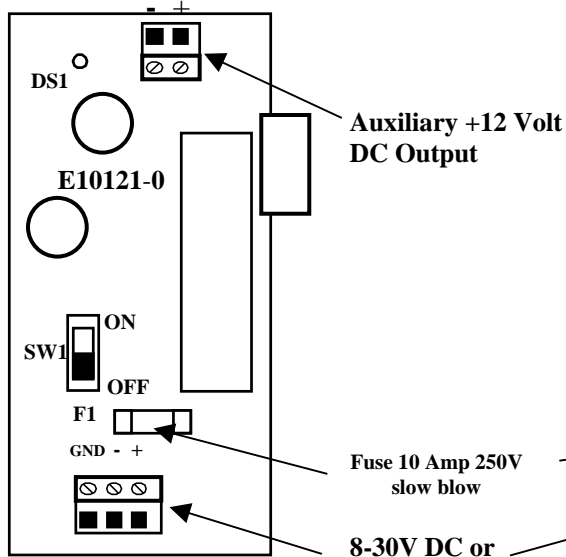 - +
DS1
Auxiliary +12 Volt
DC Output
E10121-0
ON
SW1
OFF
F1
GND - +
Fuse 10 Amp 250V
slow blow
8-30V DC or